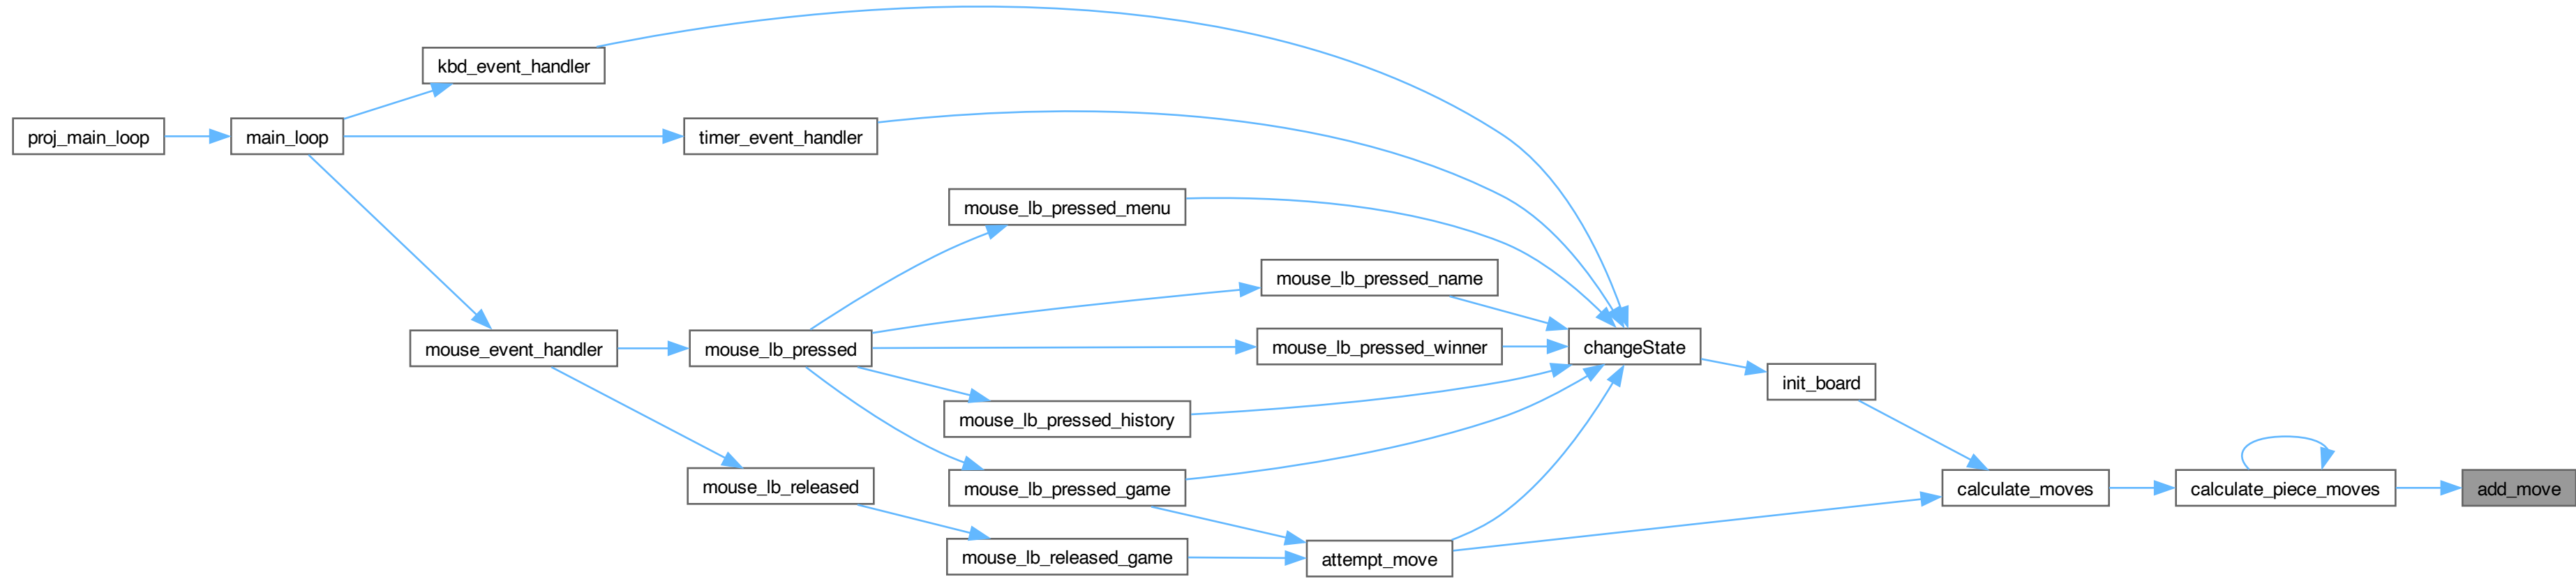 kbd_event_handler
proj_main_loop
main_loop
timer_event_handler
mouse_lb_pressed_menu
mouse_lb_pressed_name
mouse_event_handler
mouse_lb_pressed
mouse_lb_pressed_winner
changeState
init_board
mouse_lb_pressed_history
mouse_lb_released
mouse_lb_pressed_game
calculate_moves
calculate_piece_moves
add_move
mouse_lb_released_game
attempt_move